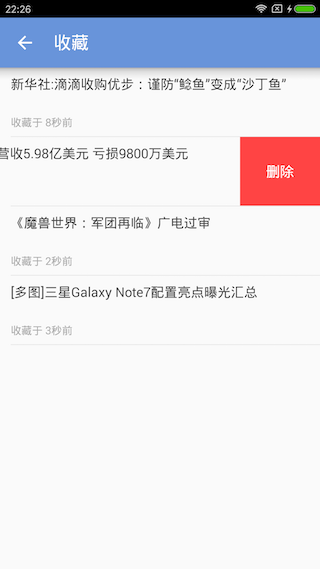 22:26
收藏
新华社:滴滴收购优步：谨防“鲶鱼”变成“沙丁鱼”
收藏于 8秒前
营收5.98亿美元 亏损9800万美元
删除
《魔兽世界：军团再临》广电过审
收藏于 2秒前
[多图]三星Galaxy Note7配置亮点曝光汇总
收藏于 3秒前